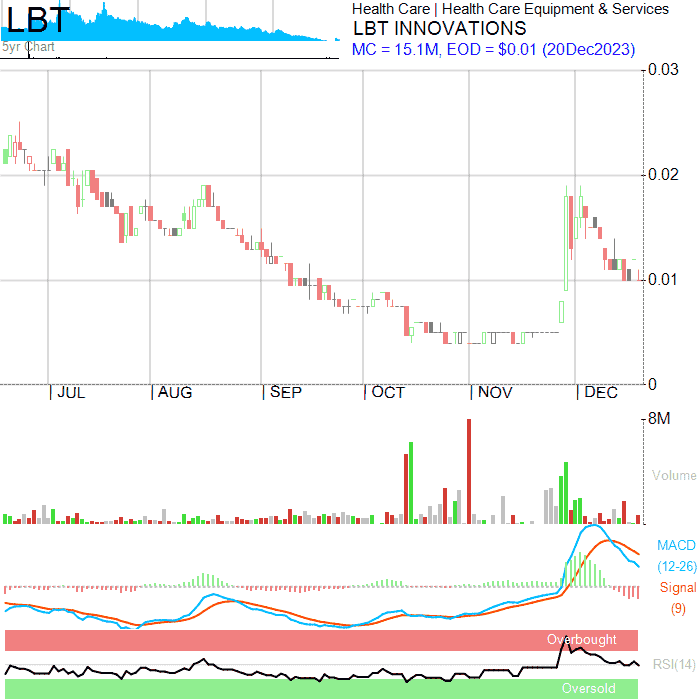 LBT
5yr Chart
Health Care | Health Care Equipment & Services
LBT INNOVATIONS
MC = 15.1M, EOD = $0.01 (20Dec2023)
0.03
0.02
0.01
0
| JUL | AUG | SEP | OCT | NOV | DEC
8M
Volume
MACD
(12-26)
Signal
(9)
Overbought
RSI(14)
Oversold